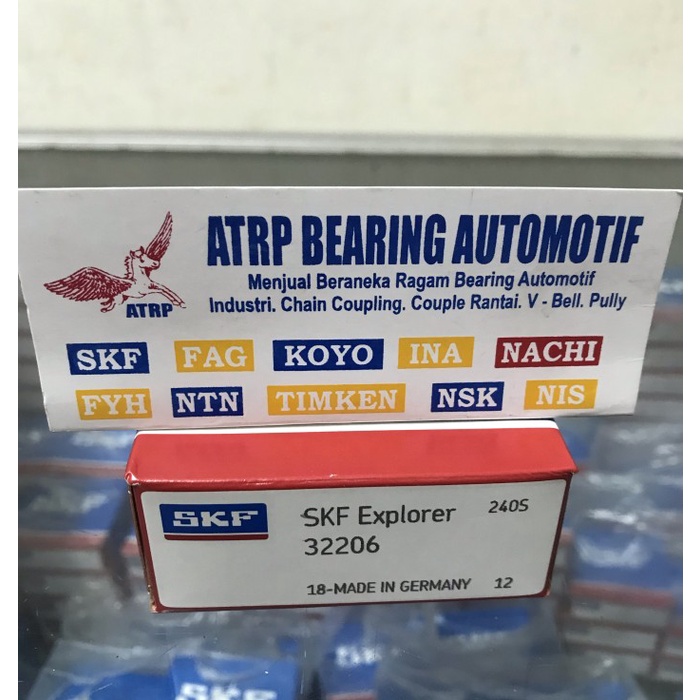 ATRP BEARING AUTOMOTIF
Menjual Beraneka Ragam Bearing Automotif
Industri. Chain Coupling. Couple Rantai. V - Bell. Pully
ATRP
SKF FAG KOYO INA NACHI
FYH NTN TIMKEN NSK NIS
SKF
SKF Explorer 240S
32206
18-MADE IN GERMANY 12
SKF